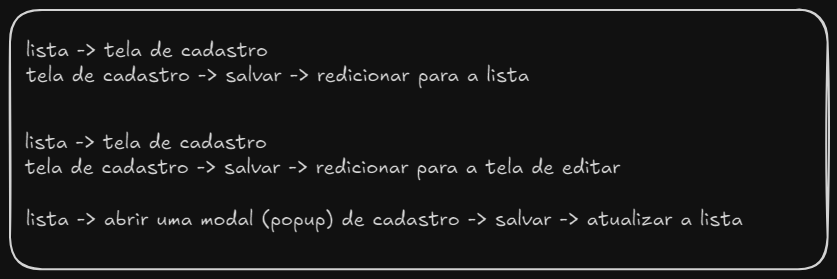 lista -> tela de cadastro
tela de cadastro -> salvar -> redicionar para a lista
lista -> tela de cadastro
tela de cadastro -> salvar -> redicionar para a tela de editar
lista -> abrir uma modal (popup) de cadastro -> salvar -> atualizar a lista